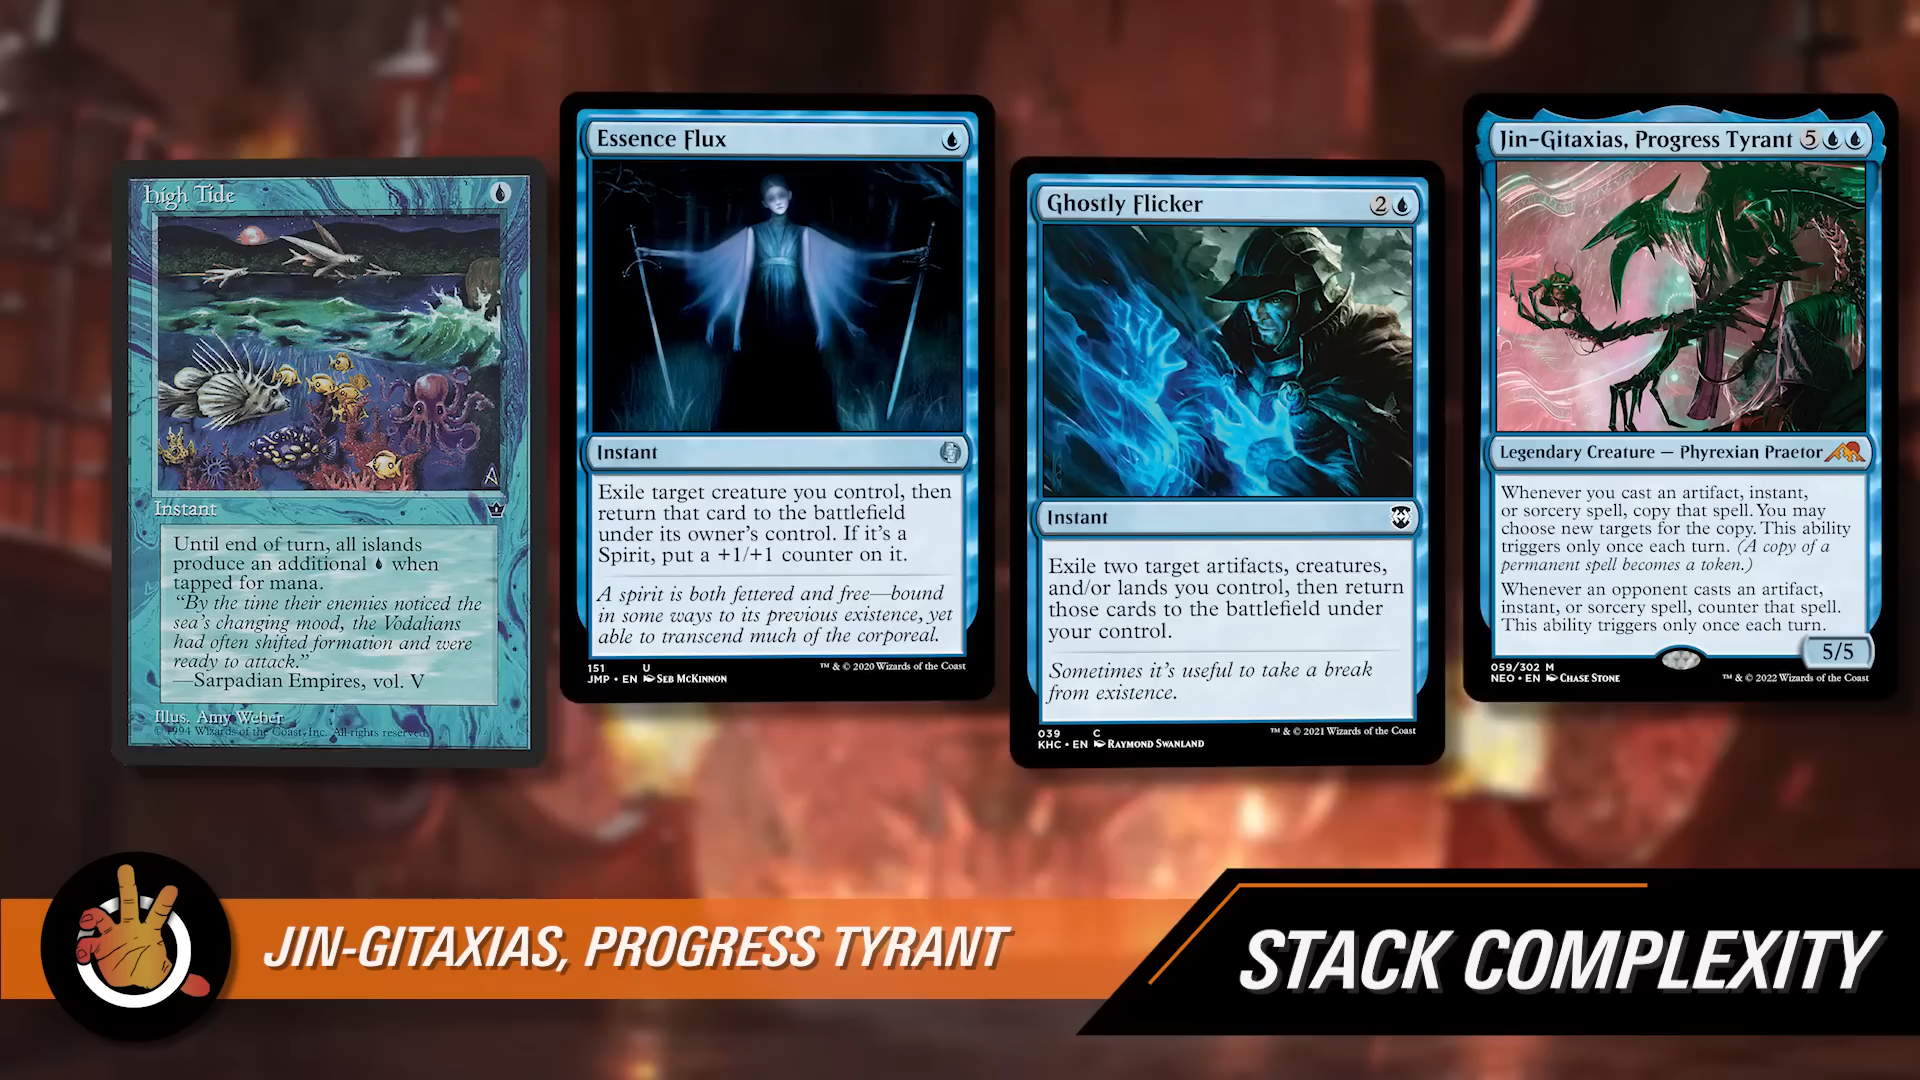 High Tide
Instant
Until end of turn, all islands
produce an additional when
tapped for mana.
"By the time their enemies noticed the
sea's changing mood, the Vodalians
had often shifted formation and were
ready to attack."
—Sarpadian Empires, vol. V
Illus. Amy Weber
© 1994 Wizards of the Coast, Inc. All rights reserved.
Essence Flux
Instant
Exile target creature you control, then
return that card to the battlefield
under its owner's control. If it's a
Spirit, put a +1/+1 counter on it.
A spirit is both fettered and free—bound
in some ways to its previous existence, yet
able to transcend much of the corporeal.
151 U
JMP • EN Seb McKinnon
™ & © 2020 Wizards of the Coast
Ghostly Flicker 2
Instant
Exile two target artifacts, creatures,
and/or lands you control, then return
those cards to the battlefield under
your control.
Sometimes it's useful to take a break
from existence.
039 C
KHC • EN Raymond Swanland
™ & © 2021 Wizards of the Coast
Jin-Gitaxias, Progress Tyrant 5
Legendary Creature — Phyrexian Praetor
Whenever you cast an artifact, instant,
or sorcery spell, copy that spell. You may
choose new targets for the copy. This ability
triggers only once each turn. (A copy of a
permanent spell becomes a token.)
Whenever an opponent casts an artifact,
instant, or sorcery spell, counter that spell.
This ability triggers only once each turn.
5/5
059/302 M
NEO • EN Chase Stone
™ & © 2022 Wizards of the Coast
JIN-GITAXIAS, PROGRESS TYRANT
STACK COMPLEXITY